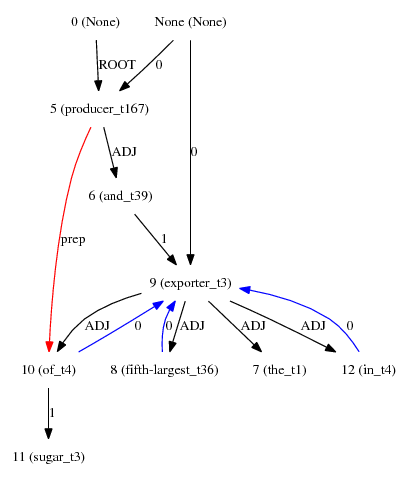 0 (None) None (None)
ROOT 0
5 (producer_t167)
ADJ 0
6 (and_t39)
prep 1
9 (exporter_t3)
ADJ 0 0 ADJ ADJ ADJ 0
10 (of_t4) 8 (fifth-largest_t36) 7 (the_t1) 12 (in_t4)
1
11 (sugar_t3)